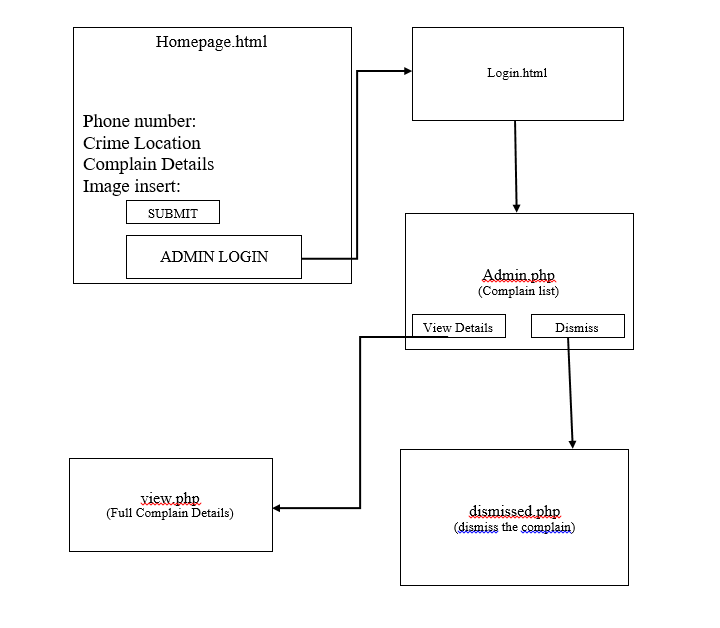 Homepage.html
Phone number:
Crime Location
Complain Details
Image insert:
SUBMIT
ADMIN LOGIN
Login.html
Admin.php
(Complain list)
View Details
Dismiss
view.php
(Full Complain Details)
dismissed.php
(dismiss the complain)